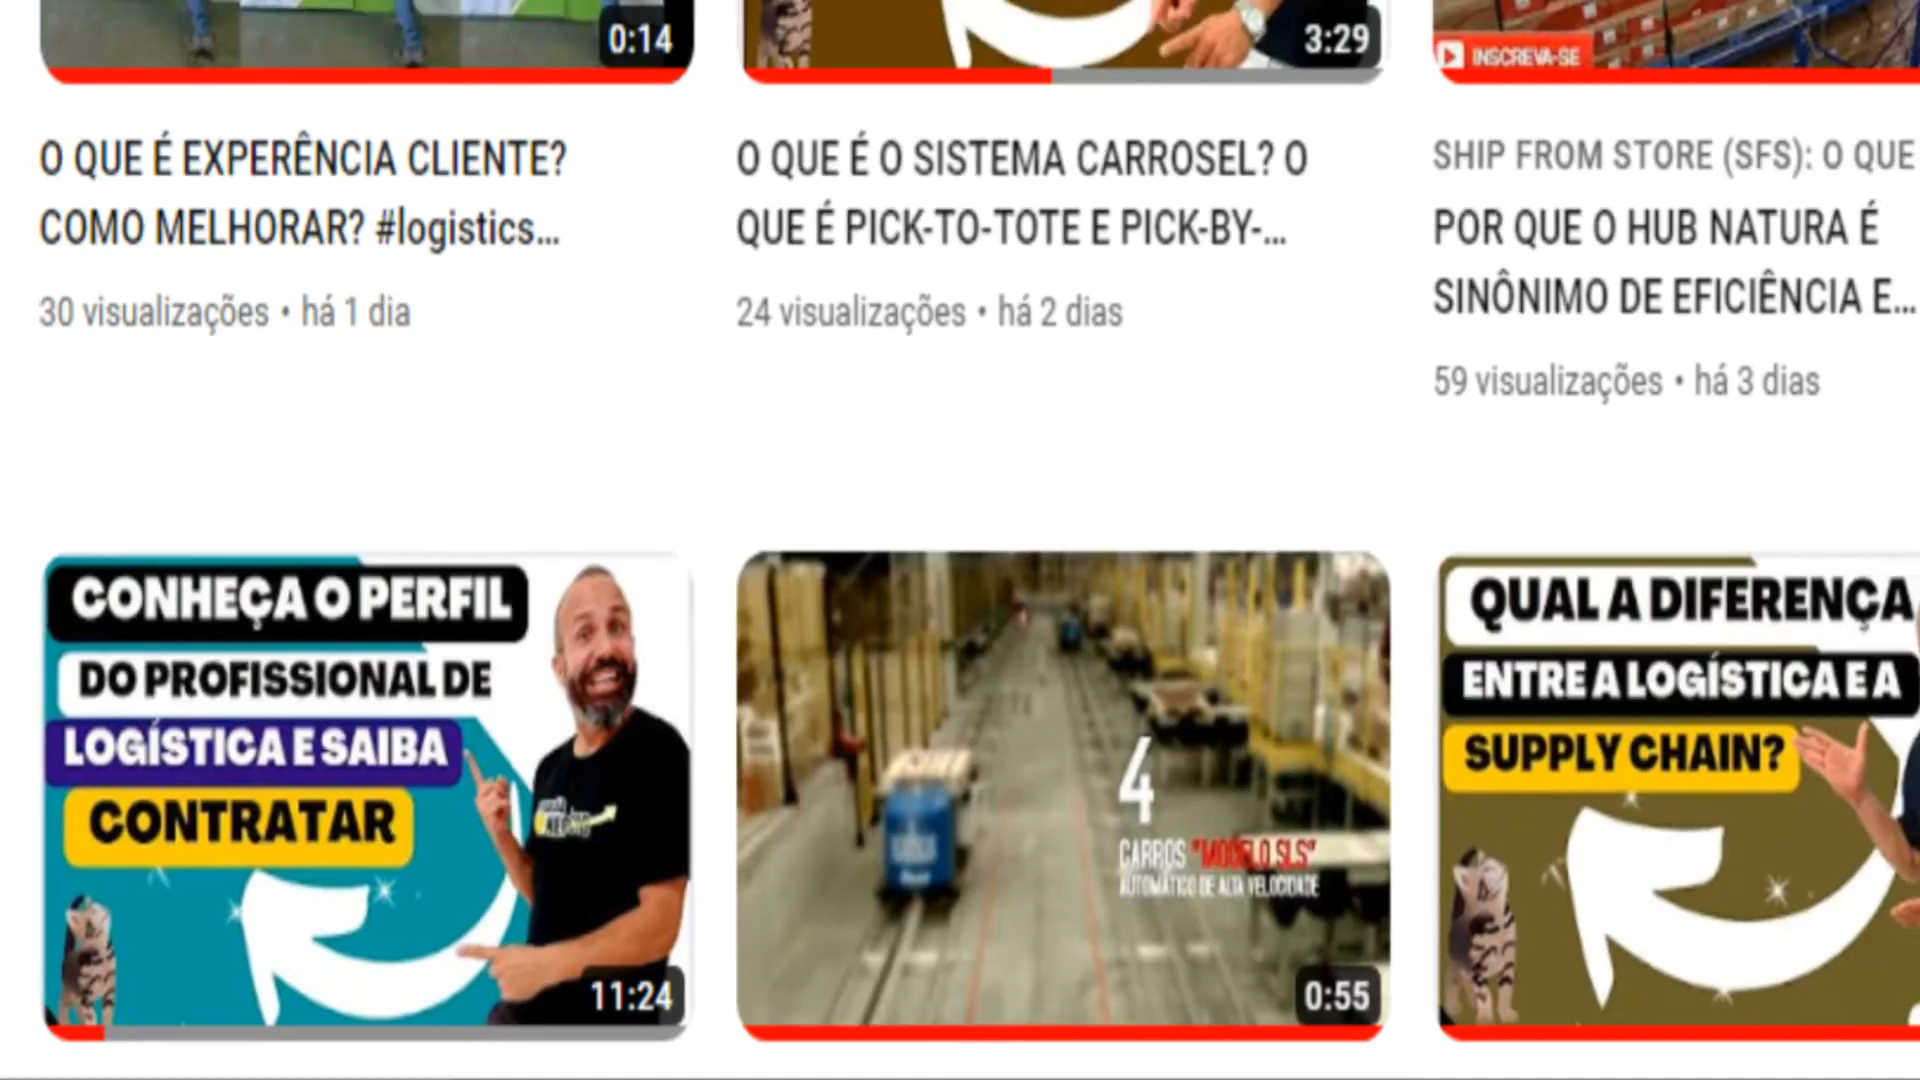 0:14
3:29
INSCREVA-SE
O QUE É EXPERÊNCIA CLIENTE?
COMO MELHORAR? #logistics...
30 visualizações • há 1 dia
O QUE É O SISTEMA CARROSEL? O
QUE É PICK-TO-TOTE E PICK-BY-...
24 visualizações • há 2 dias
SHIP FROM STORE (SFS): O QUE
POR QUE O HUB NATURA É
SINÔNIMO DE EFICIÊNCIA E...
59 visualizações • há 3 dias
CONHEÇA O PERFIL
DO PROFISSIONAL DE
LOGÍSTICA E SAIBA
CONTRATAR
11:24
4
CARROS "MODELO SLS"
AUTOMÁTICO DE ALTA VELOCIDADE
0:55
QUAL A DIFERENÇA
ENTRE A LOGÍSTICA E A
SUPPLY CHAIN?